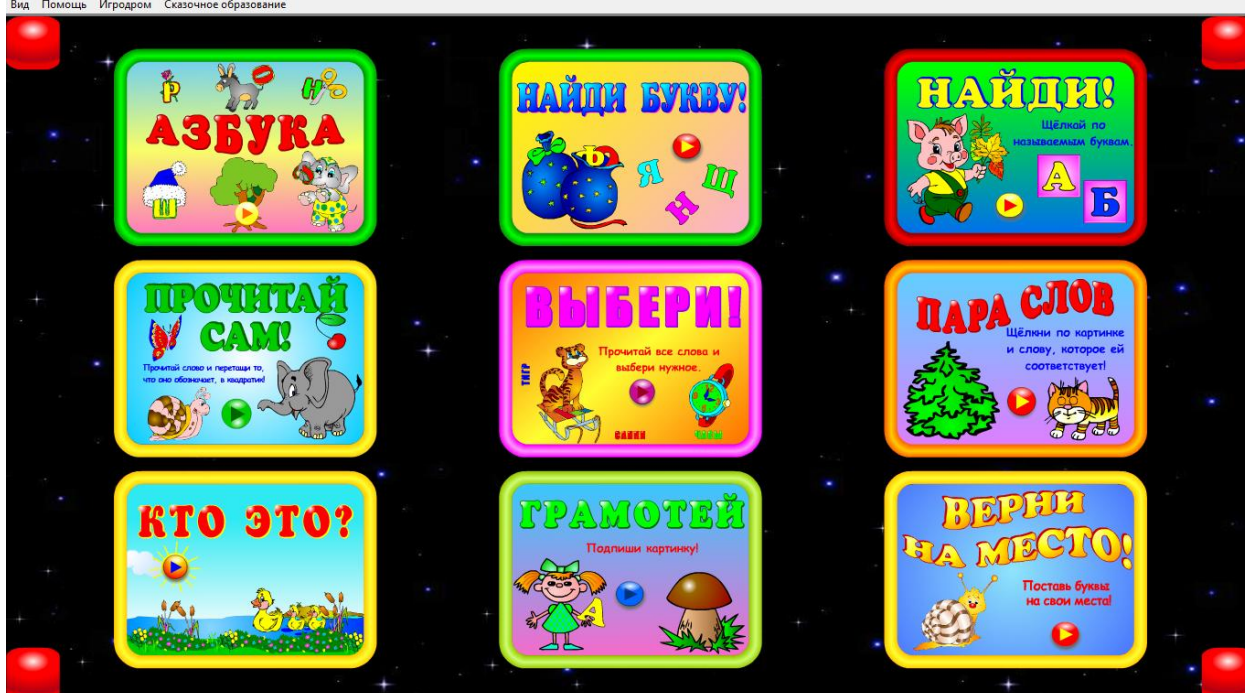 Вид Помощь Игродром Сказочное образование
Р
Н
АЗБУКА
НАЙДИ БУКВУ!
Ь
Я
Щ
Н
НАЙДИ!
Щёлкай по
называемым буквам.
А
Б
ПРОЧИТАЙ
САМ!
Прочитай слово и перетащи то,
что оно обозначает, в квадратик!
ВЫБЕРИ!
Прочитай все слова и
выбери нужное.
ТИГР
САНКИ
ЧАСЫ
ПАРА СЛОВ
Щёлкни по картинке
и слову, которое ей
соответствует!
КТО ЭТО?
ГРАМОТЕЙ
Подпиши картинку!
А
ВЕРНИ
НА МЕСТО!
Поставь буквы
на свои места!